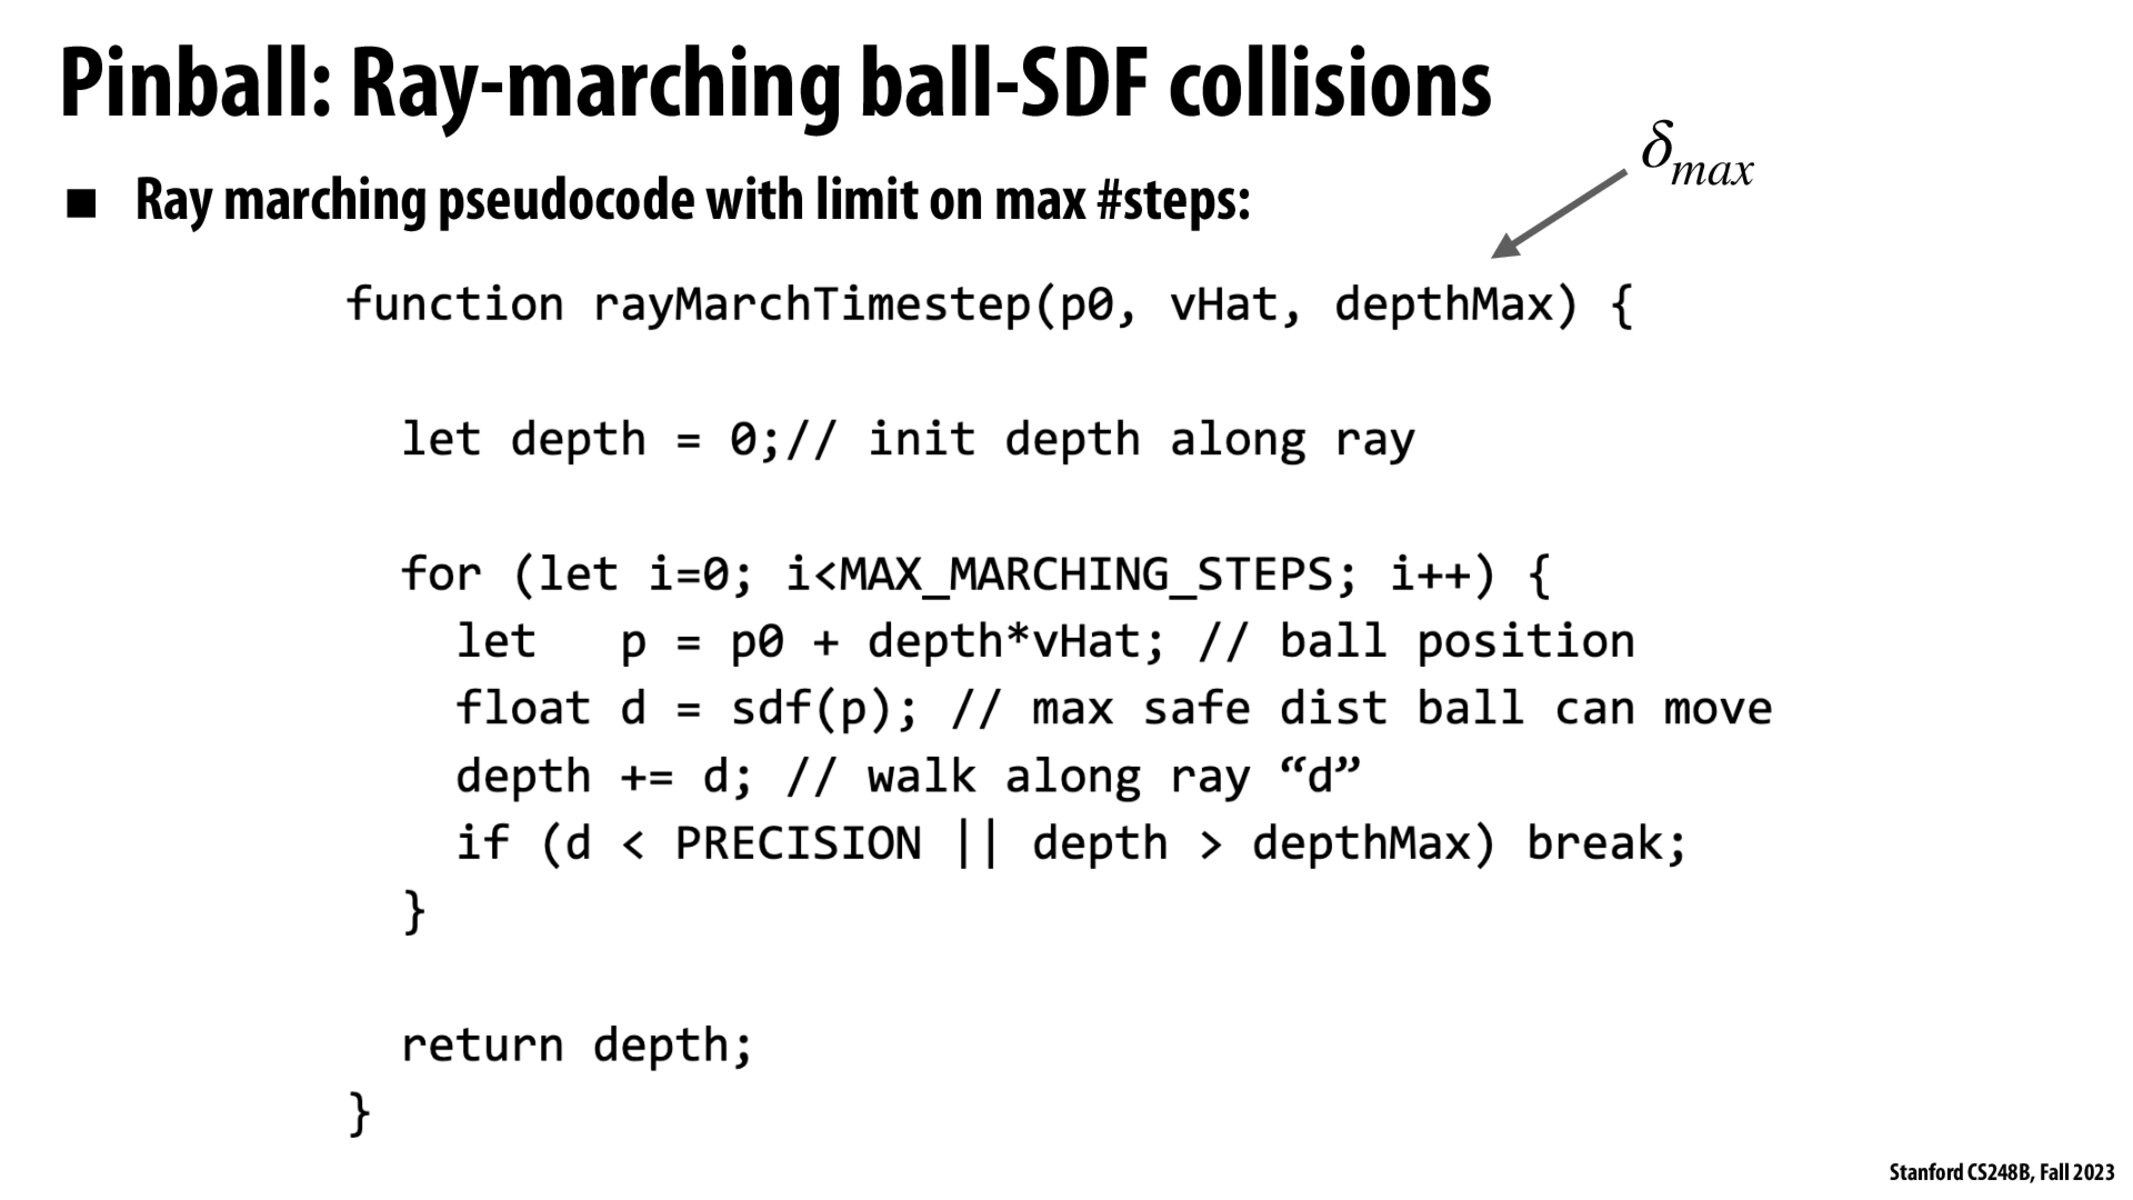 Pinball: Ray-marching ball-SDF collisions
δmax
■ Ray marching pseudocode with limit on max #steps:
function rayMarchTimestep(p0, vHat, depthMax) {
let depth = 0;// init depth along ray
for (let i=0; i<MAX_MARCHING_STEPS; i++) {
let   p = p0 + depth*vHat; // ball position
float d = sdf(p); // max safe dist ball can move
depth += d; // walk along ray “d”
if (d < PRECISION || depth > depthMax) break;
}
return depth;
}
Stanford CS248B, Fall 2023